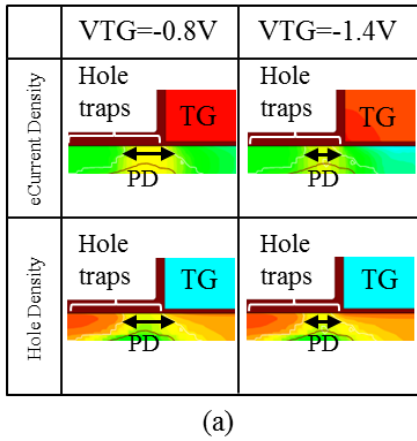 VTG=-0.8V VTG=-1.4V
eCurrent Density
Hole traps TG PD
Hole traps TG PD
Hole Density
Hole traps TG PD
Hole traps TG PD
(a)